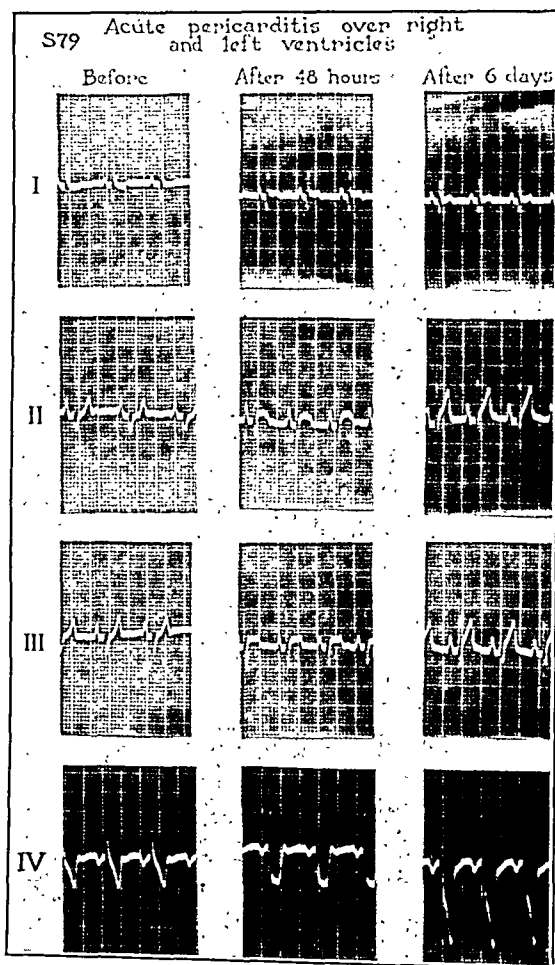 S79 Acute pericarditis over right
and left ventricles
Before After 48 hours After 6 days
I
II
III
IV